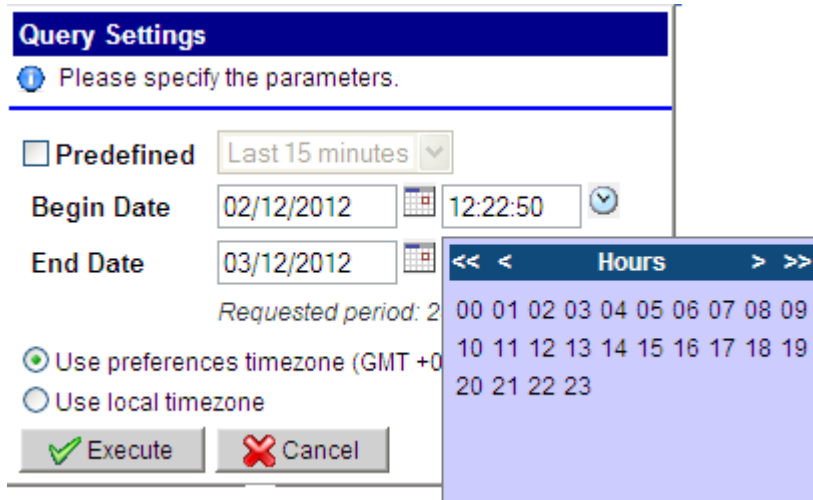 Query Settings
Please specify the parameters.
Predefined Last 15 minutes
Begin Date 02/12/2012 12:22:50
End Date 03/12/2012
<< < Hours > >>
Requested period: 2
00 01 02 03 04 05 06 07 08 09
Use preferences timezone (GMT +0
10 11 12 13 14 15 16 17 18 19
Use local timezone
20 21 22 23
Execute Cancel